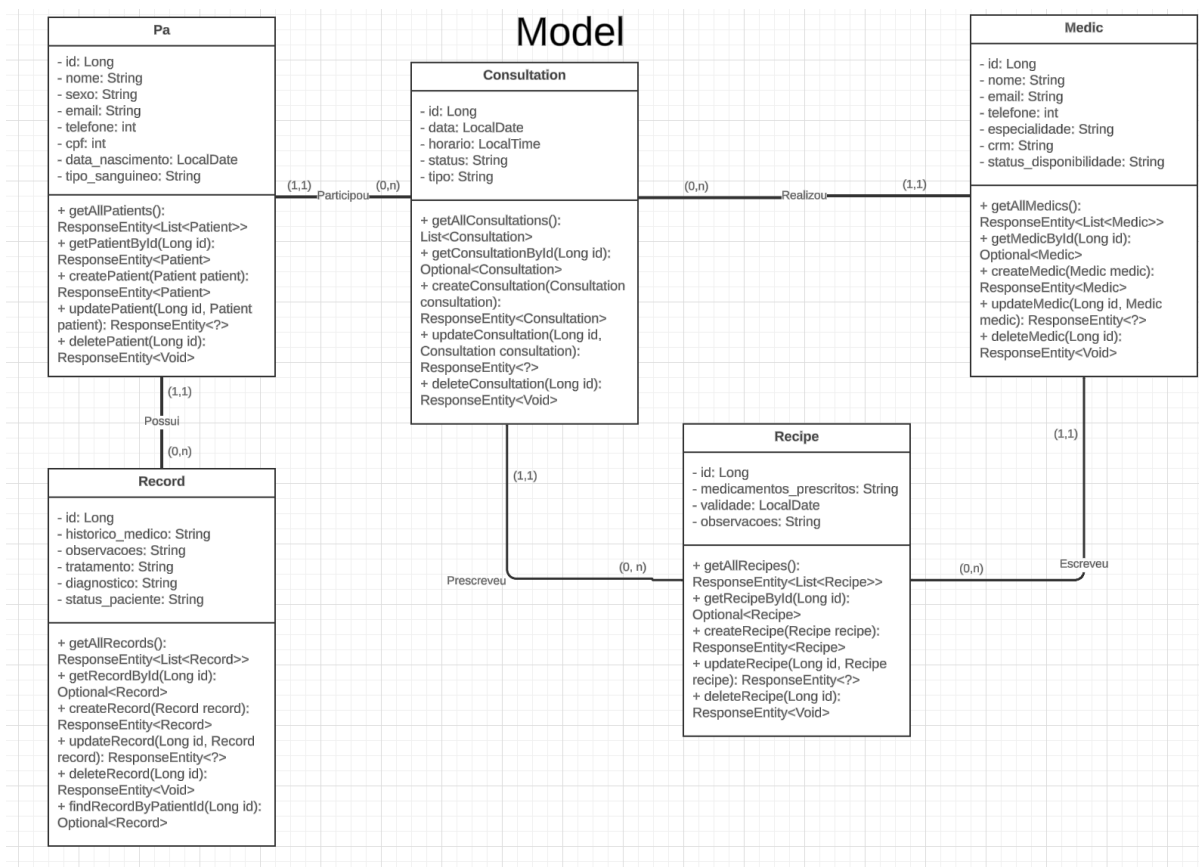 Model
Pa
- id: Long
- nome: String
- sexo: String
- email: String
- telefone: int
- cpf: int
- data_nascimento: LocalDate
- tipo_sanguineo: String
+ getAllPatients():
ResponseEntity<List<Patient>>
+ getPatientById(Long id):
ResponseEntity<Patient>
+ createPatient(Patient patient):
ResponseEntity<Patient>
+ updatePatient(Long id, Patient
patient): ResponseEntity<?>
+ deletePatient(Long id):
ResponseEntity<Void>
(1,1)
Participou
(0,n)
Consultation
- id: Long
- data: LocalDate
- horario: LocalTime
- status: String
- tipo: String
+ getAllConsultations():
List<Consultation>
+ getConsultationById(Long id):
Optional<Consultation>
+ createConsultation(Consultation
consultation):
ResponseEntity<Consultation>
+ updateConsultation(Long id,
Consultation consultation):
ResponseEntity<?>
+ deleteConsultation(Long id):
ResponseEntity<Void>
(0,n)
Realizou
(1,1)
Medic
- id: Long
- nome: String
- email: String
- telefone: int
- especialidade: String
- crm: String
- status_disponibilidade: String
+ getAllMedics():
ResponseEntity<List<Medic>>
+ getMedicById(Long id):
Optional<Medic>
+ createMedic(Medic medic):
ResponseEntity<Medic>
+ updateMedic(Long id, Medic
medic): ResponseEntity<?>
+ deleteMedic(Long id):
ResponseEntity<Void>
(1,1)
Possui
(0,n)
Record
- id: Long
- historico_medico: String
- observacoes: String
- tratamento: String
- diagnostico: String
- status_paciente: String
+ getAllRecords():
ResponseEntity<List<Record>>
+ getRecordById(Long id):
Optional<Record>
+ createRecord(Record record):
ResponseEntity<Record>
+ updateRecord(Long id, Record
record): ResponseEntity<?>
+ deleteRecord(Long id):
ResponseEntity<Void>
+ findRecordByPatientId(Long id):
Optional<Record>
(1,1)
Prescreveu
(0, n)
Recipe
- id: Long
- medicamentos_prescritos: String
- validade: LocalDate
- observacoes: String
+ getAllRecipes():
ResponseEntity<List<Recipe>>
+ getRecipeById(Long id):
Optional<Recipe>
+ createRecipe(Recipe recipe):
ResponseEntity<Recipe>
+ updateRecipe(Long id, Recipe
recipe): ResponseEntity<?>
+ deleteRecipe(Long id):
ResponseEntity<Void>
(1,1)
(0,n)
Escreveu